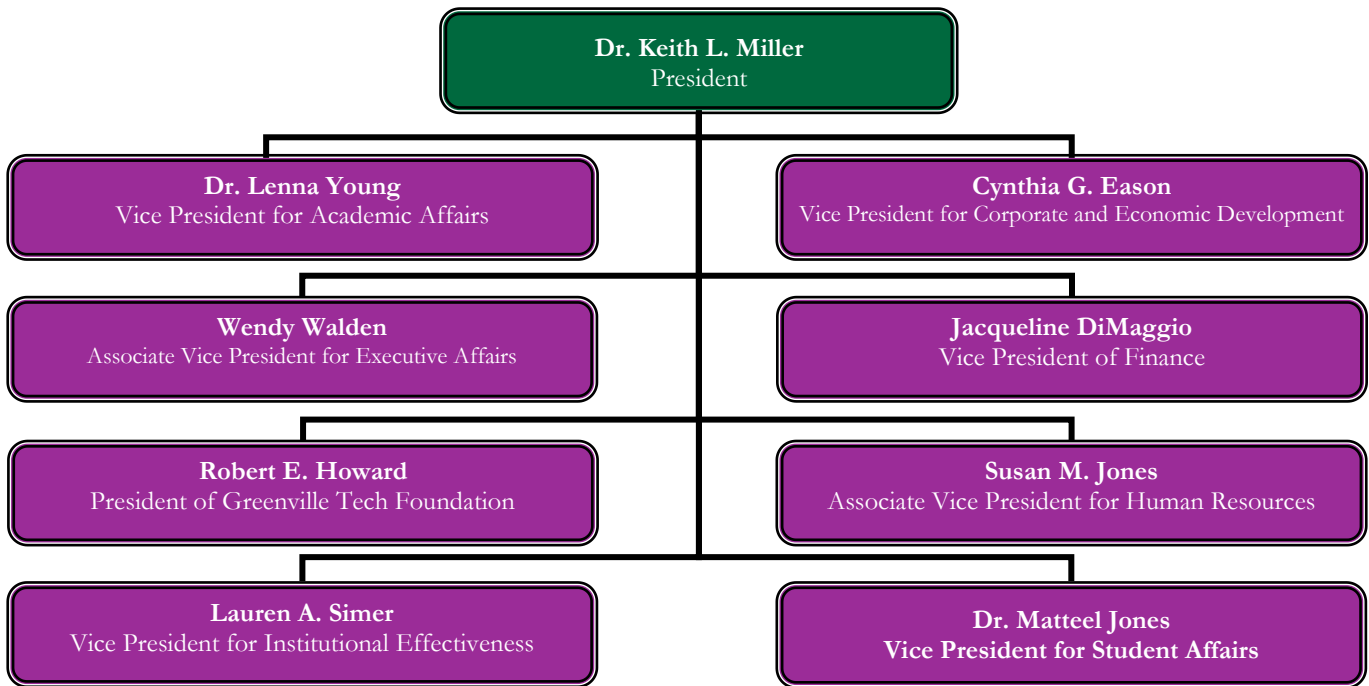 Dr. Keith L. Miller
President
Dr. Lenna Young
Vice President for Academic Affairs
Cynthia G. Eason
Vice President for Corporate and Economic Development
Wendy Walden
Associate Vice President for Executive Affairs
Jacqueline DiMaggio
Vice President of Finance
Robert E. Howard
President of Greenville Tech Foundation
Susan M. Jones
Associate Vice President for Human Resources
Lauren A. Simer
Vice President for Institutional Effectiveness
Dr. Matteel Jones
Vice President for Student Affairs